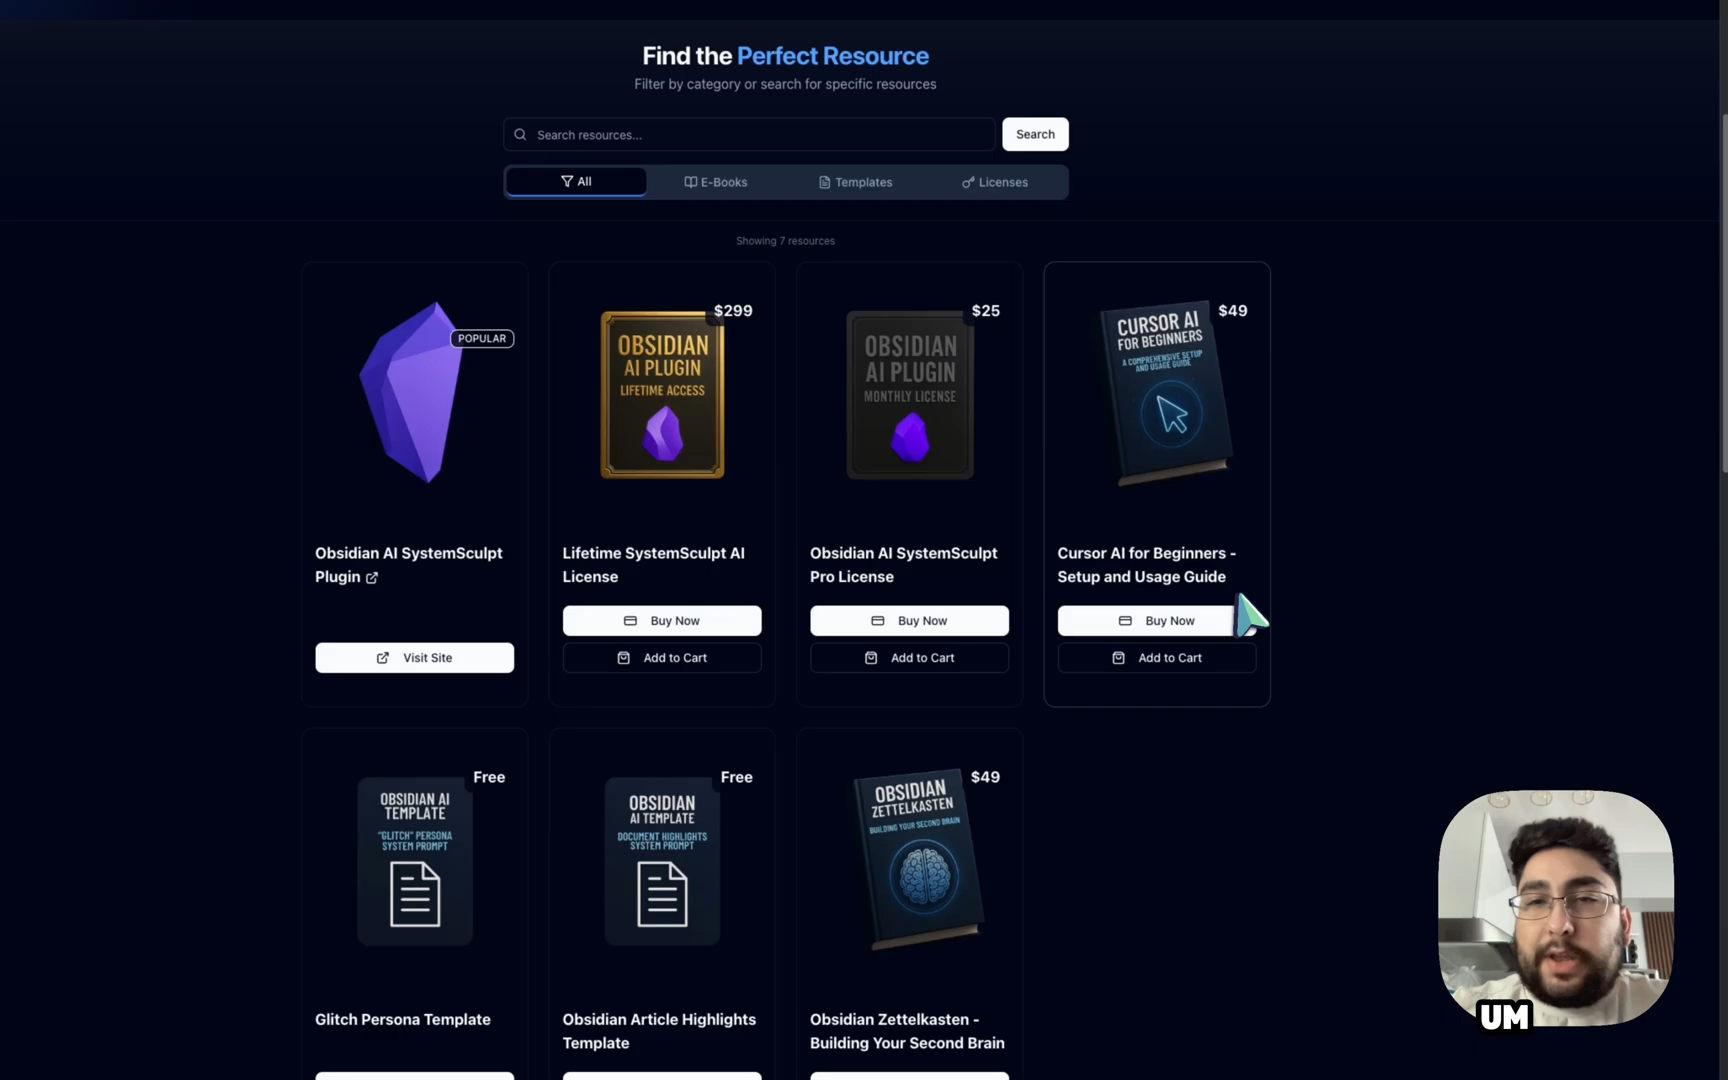 Find the Perfect Resource
Filter by category or search for specific resources
Search resources...
Search
All
E-Books
Templates
Licenses
Showing 7 resources
POPULAR
Obsidian AI SystemSculpt
Plugin
Visit Site
$299
OBSIDIAN
AI PLUGIN
LIFETIME ACCESS
Lifetime SystemSculpt AI
License
Buy Now
Add to Cart
$25
OBSIDIAN
AI PLUGIN
MONTHLY LICENSE
Obsidian AI SystemSculpt
Pro License
Buy Now
Add to Cart
$49
CURSOR AI
FOR BEGINNERS
A COMPREHENSIVE SETUP
AND USAGE GUIDE
Cursor AI for Beginners -
Setup and Usage Guide
Buy Now
Add to Cart
Free
OBSIDIAN AI
TEMPLATE
"GLITCH" PERSONA
SYSTEM PROMPT
Glitch Persona Template
Free
OBSIDIAN
AI TEMPLATE
DOCUMENT HIGHLIGHTS
SYSTEM PROMPT
Obsidian Article Highlights
Template
$49
OBSIDIAN
ZETTELKASTEN
BUILDING YOUR SECOND BRAIN
Obsidian Zettelkasten -
Building Your Second Brain
UM